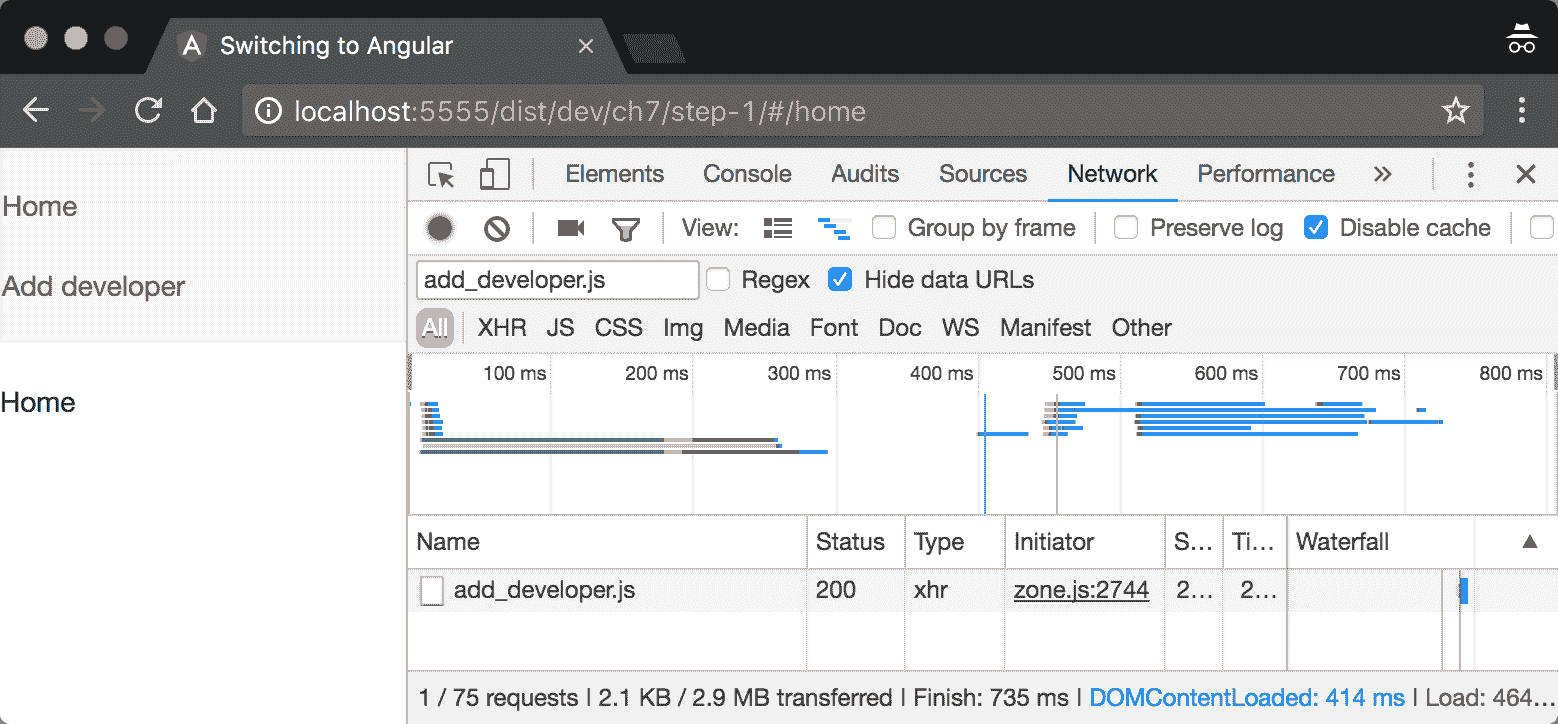 Switching to Angular
localhost:5555/dist/dev/ch7/step-1/#/home
Home
Add developer
Home
Elements Console Audits Sources Network Performance »
View: Group by frame Preserve log Disable cache
add_developer.js Regex Hide data URLs
All XHR JS CSS Img Media Font Doc WS Manifest Other
100 ms 200 ms 300 ms 400 ms 500 ms 600 ms 700 ms 800 ms
Name Status Type Initiator S... Ti... Waterfall ▲
add_developer.js 200 xhr zone.js:2744 2... 2...
1 / 75 requests | 2.1 KB / 2.9 MB transferred | Finish: 735 ms | DOMContentLoaded: 414 ms | Load: 464...